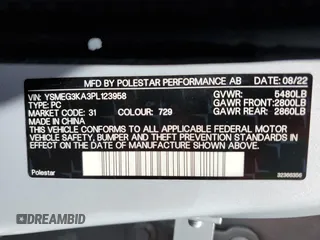 MFD BY POLESTAR PERFORMANCE AB DATE: 08/22
VIN: YSMEG3KA3PL123958 GVWR: 5480LB
TYPE: PC GAWR FRONT:2800LB
MARKET CODE: 31 COLOUR: 729 GAWR REAR: 2860LB
MADE IN CHINA
THIS VEHICLE CONFORMS TO ALL APPLICABLE U.S.
FEDERAL MOTOR VEHICLE SAFETY, BUMPER AND
THEFT PREVENTION STANDARDS IN EFFECT ON THE
DATE OF MANUFACTURE SHOWN ABOVE.
Polestar
DREAMBID